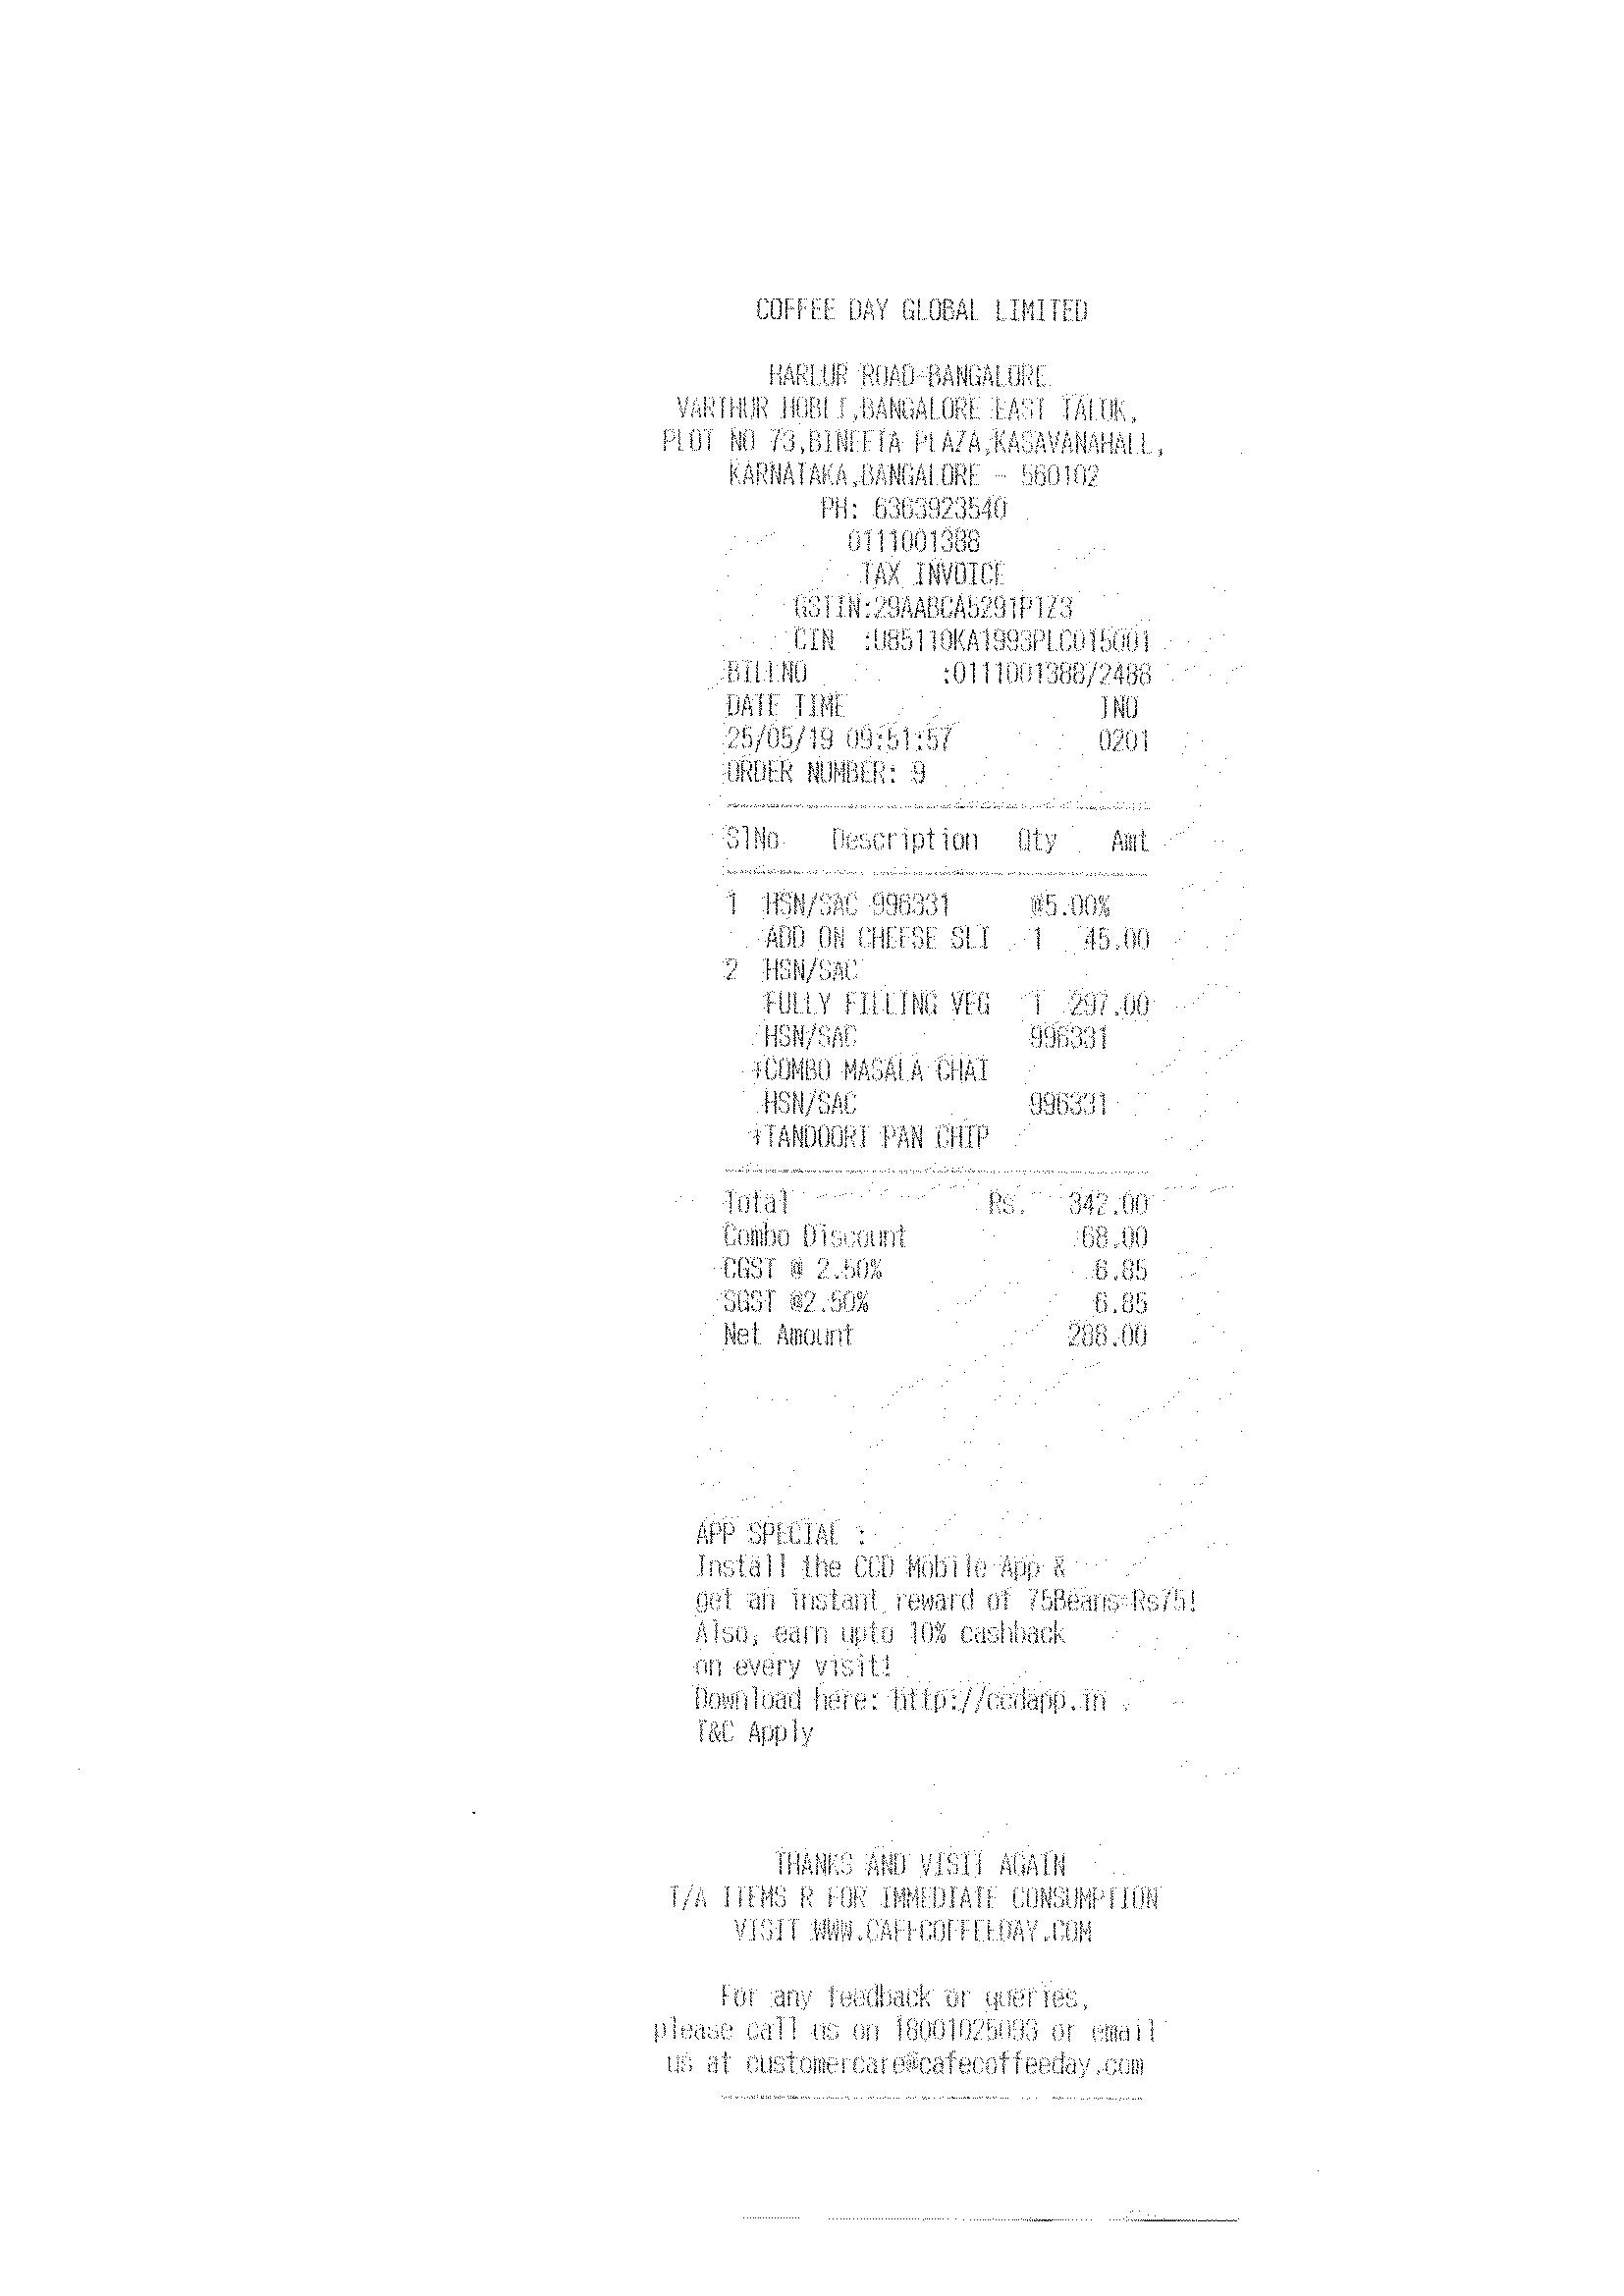 COFFEE DAY GLOBAL LIMITED
HARLUR ROAD-BANGALORE
VARTHUR HOBLI,BANGALORE EAST TALUK,
PLOT NO 73,BINEETA PLAZA,KASAVANAHALL,
KARNATAKA,BANGALORE - 560102
PH: 6363923540
0111001388
TAX INVOICE
GSTIN:29AABCA5291P1Z3
CIN :U85110KA1993PLC015001
BILLNO :0111001388/2488
DATE TIME TNO
25/05/19 09:51:57 0201
ORDER NUMBER: 9
SlNo Description Qty Amt
1 HSN/SAC 996331 @5.00%
ADD ON CHEESE SLI 1 45.00
2 HSN/SAC
FULLY FILLING VEG 1 297.00
HSN/SAC 996331
+COMBO MASALA CHAI
HSN/SAC 996331
+TANDOORI PAN CHIP
Total Rs. 342.00
Combo Discount 68.00
CGST @ 2.50% 6.85
SGST @2.50% 6.85
Net Amount 288.00
APP SPECIAL :
Install the CCD Mobile App &
get an instant reward of 75Beans=Rs75!
Also, earn upto 10% cashback
on every visit!
Download here: http://ccdapp.in
T&C Apply
THANKS AND VISIT AGAIN
T/A ITEMS R FOR IMMEDIATE CONSUMPTION
VISIT WWW.CAFECOFFEEDAY.COM
For any feedback or queries,
please call us on 18001025093 or email
us at customercare@cafecoffeeday.com